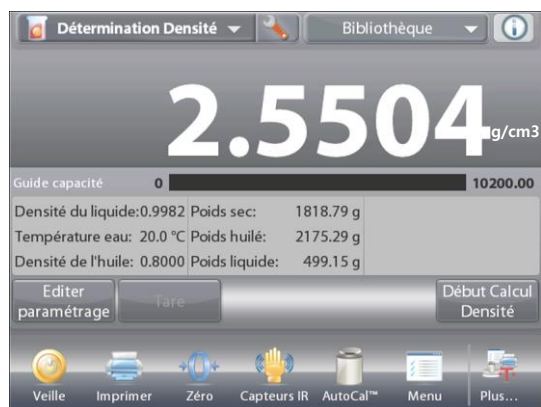 Détermination Densité Bibliothèque
2.5504 g/cm3
Guide capacité 0 10200.00
Densité du liquide:0.9982 Poids sec: 1818.79 g
Température eau: 20.0 °C Poids huilé: 2175.29 g
Densité de l'huile: 0.8000 Poids liquide: 499.15 g
Editer paramétrage
Tare
Début Calcul Densité
Veille Imprimer Zéro Capteurs IR AutoCal™ Menu Plus...